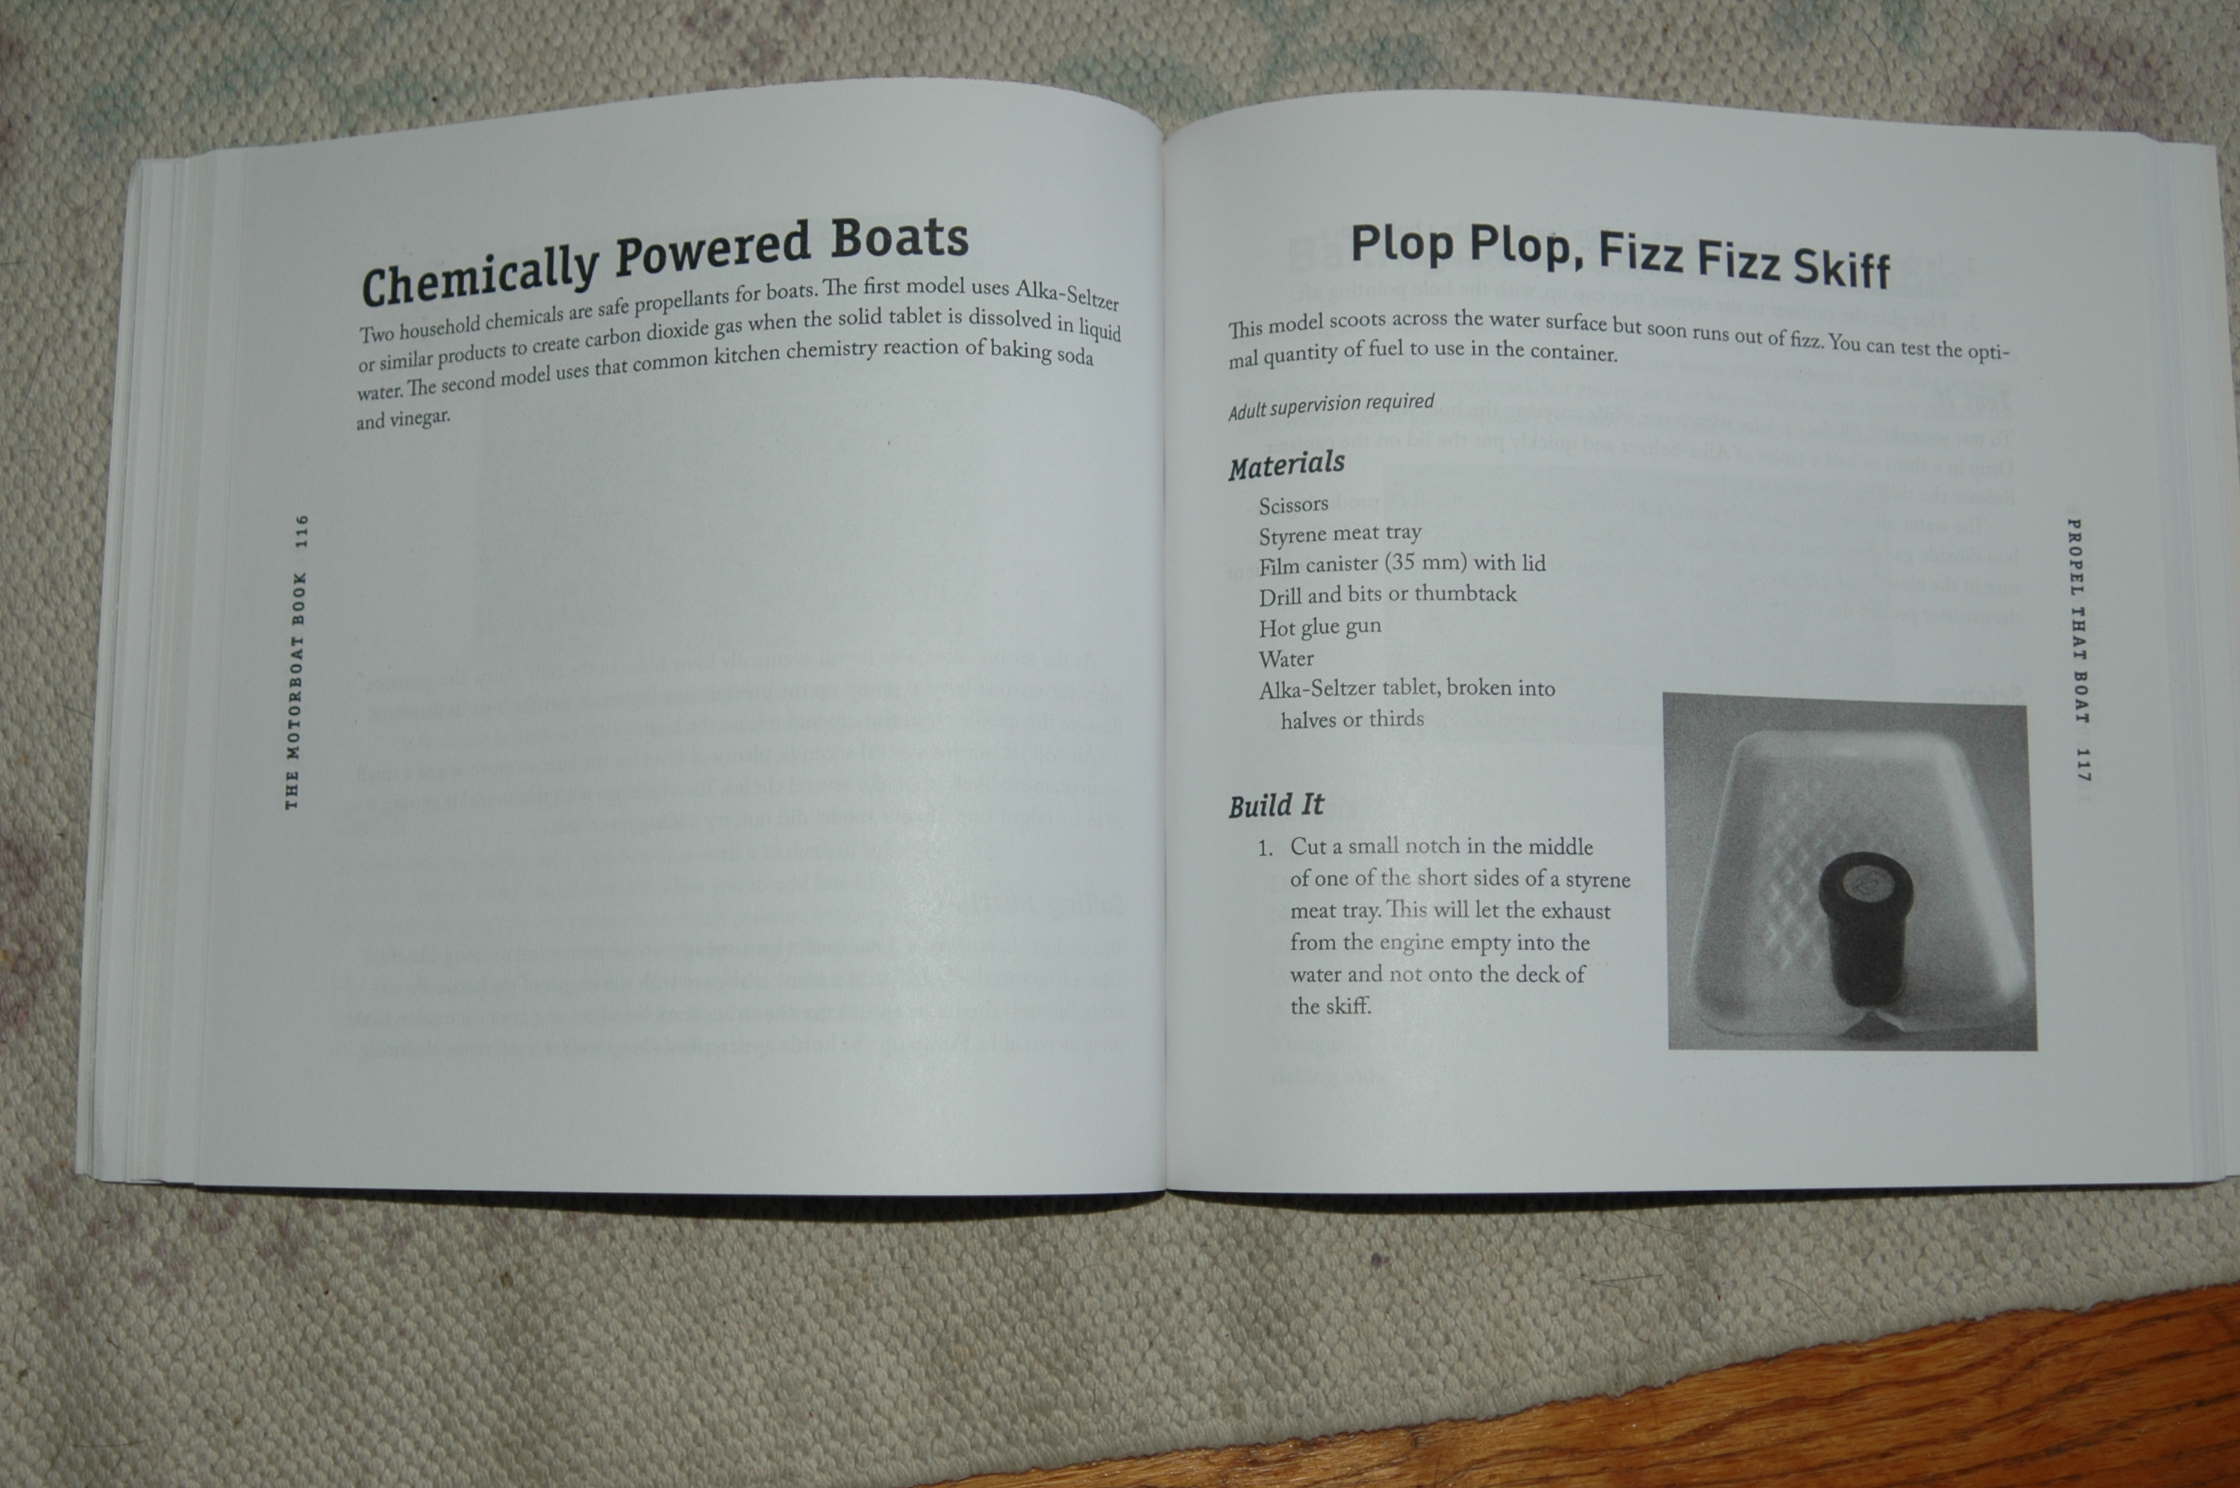 Chemically Powered Boats
Two household chemicals are safe propellants for boats. The first model uses Alka-Seltzer
or similar products to create carbon dioxide gas when the solid tablet is dissolved in liquid
water. The second model uses that common kitchen chemistry reaction of baking soda
and vinegar.
THE MOTORBOAT BOOK 116
Plop Plop, Fizz Fizz Skiff
This model scoots across the water surface but soon runs out of fizz. You can test the opti-
mal quantity of fuel to use in the container.
Adult supervision required
Materials
Scissors
Styrene meat tray
Film canister (35 mm) with lid
Drill and bits or thumbtack
Hot glue gun
Water
Alka-Seltzer tablet, broken into
halves or thirds
Build It
1. Cut a small notch in the middle
of one of the short sides of a styrene
meat tray. This will let the exhaust
from the engine empty into the
water and not onto the deck of
the skiff.
PROPEL THAT BOAT 117